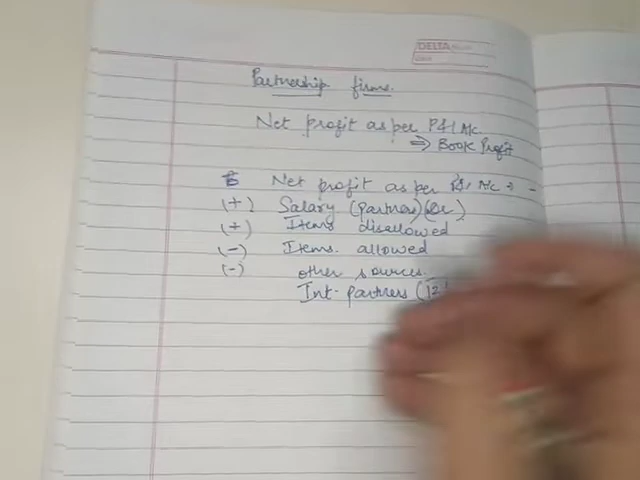 DELTA
Partnership firms.
Net profit as per P&L A/c
⇒ Book Profit
Net profit as per P&L A/c → -
(+) Salary (partners)
(+) Items disallowed
(-) Items. allowed
(-) other sources.
Int. partners (12